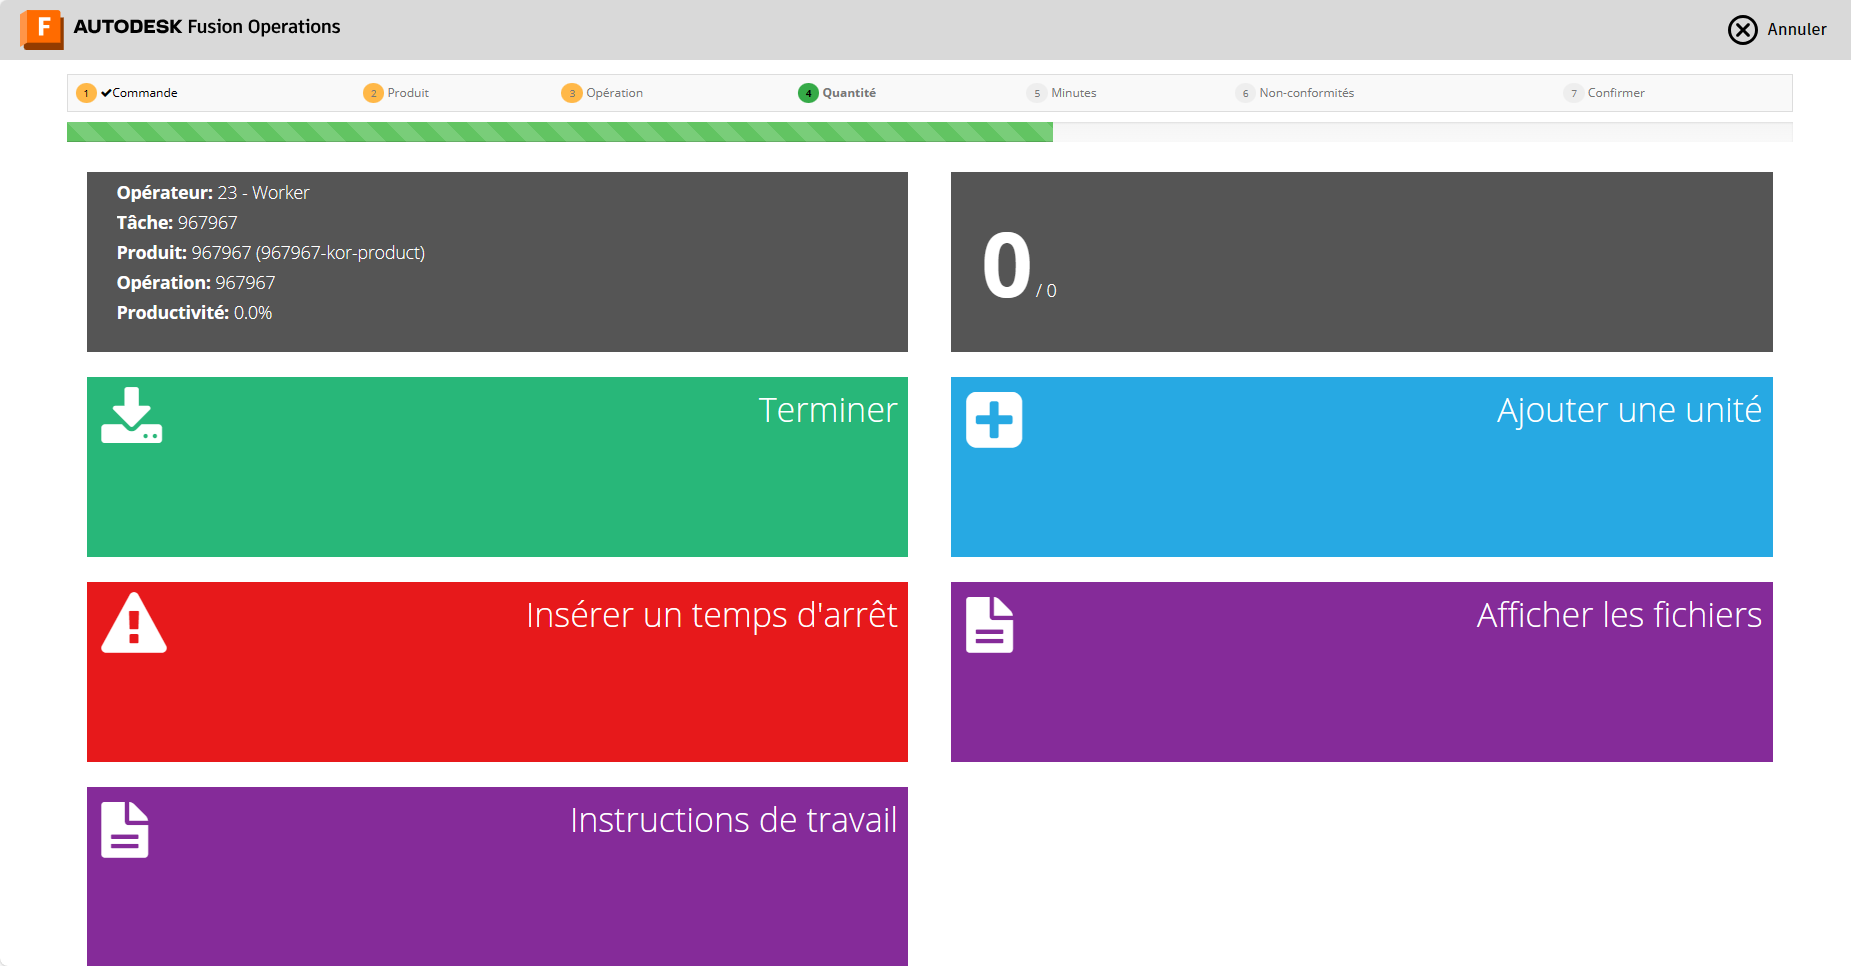 F AUTODESK Fusion Operations
Annuler
1 Commande
2 Produit
3 Opération
4 Quantité
5 Minutes
6 Non-conformités
7 Confirmer
Opérateur: 23 - Worker
Tâche: 967967
Produit: 967967 (967967-kor-product)
Opération: 967967
Productivité: 0.0%
0 / 0
Terminer
Ajouter une unité
Insérer un temps d'arrêt
Afficher les fichiers
Instructions de travail